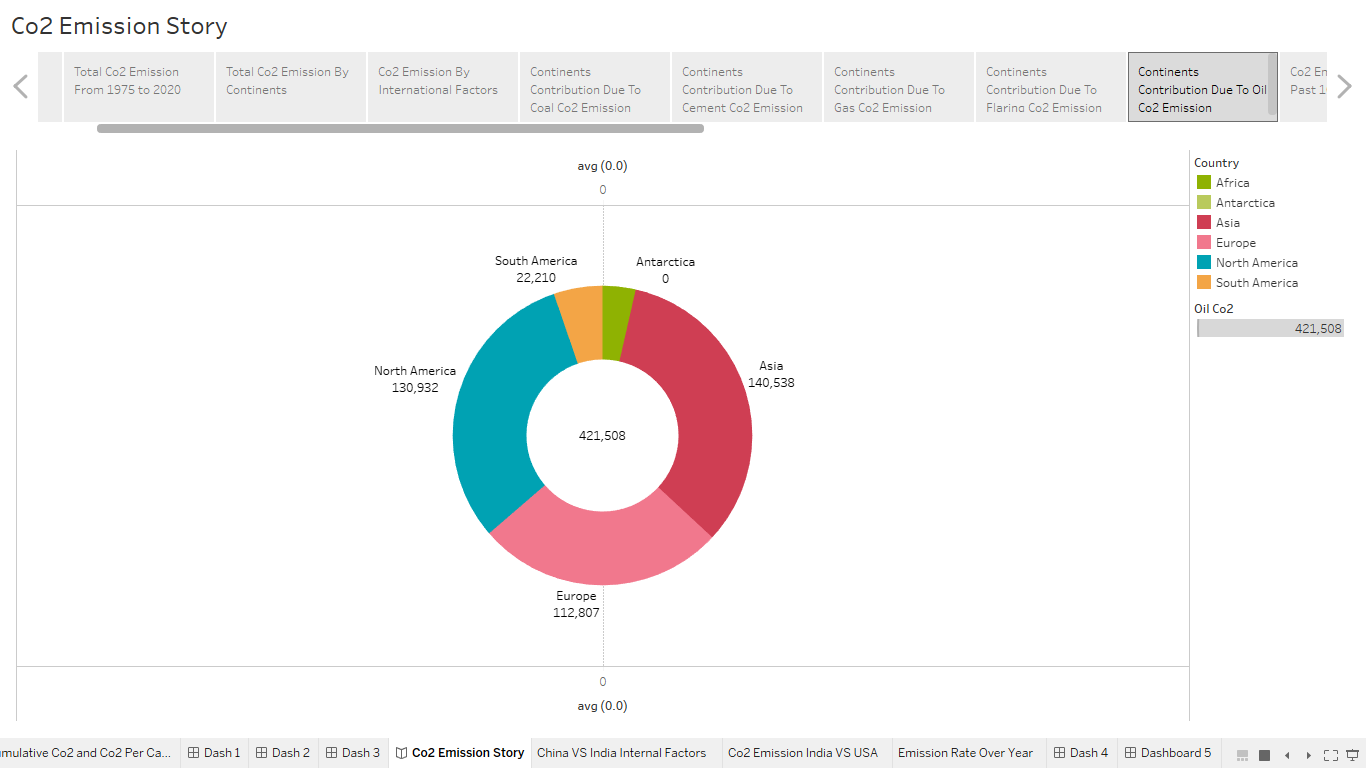 Co2 Emission Story
Total Co2 Emission
From 1975 to 2020
Total Co2 Emission By
Continents
Co2 Emission By
International Factors
Continents
Contribution Due To
Coal Co2 Emission
Continents
Contribution Due To
Cement Co2 Emission
Continents
Contribution Due To
Gas Co2 Emission
Continents
Contribution Due To
Flaring Co2 Emission
Continents
Contribution Due To Oil
Co2 Emission
Co2 En
Past 1
avg (0.0)
0
South America
22,210
Antarctica
0
North America
130,932
Asia
140,538
421,508
Europe
112,807
0
avg (0.0)
Country
Africa
Antarctica
Asia
Europe
North America
South America
Oil Co2
421,508
mulative Co2 and Co2 Per Ca...
Dash 1
Dash 2
Dash 3
Co2 Emission Story
China VS India Internal Factors
Co2 Emission India VS USA
Emission Rate Over Year
Dash 4
Dashboard 5